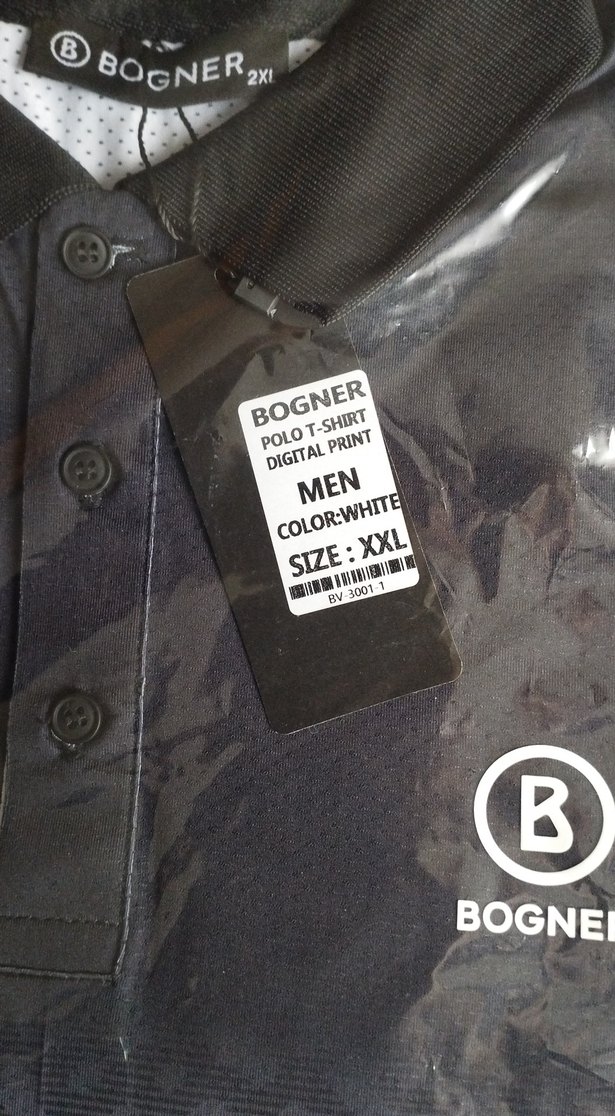 B BOGNER 2XL
BOGNER
POLO T-SHIRT
DIGITAL PRINT
MEN
COLOR:WHITE
SIZE : XXL
BV-3001-1
B
BOGNER